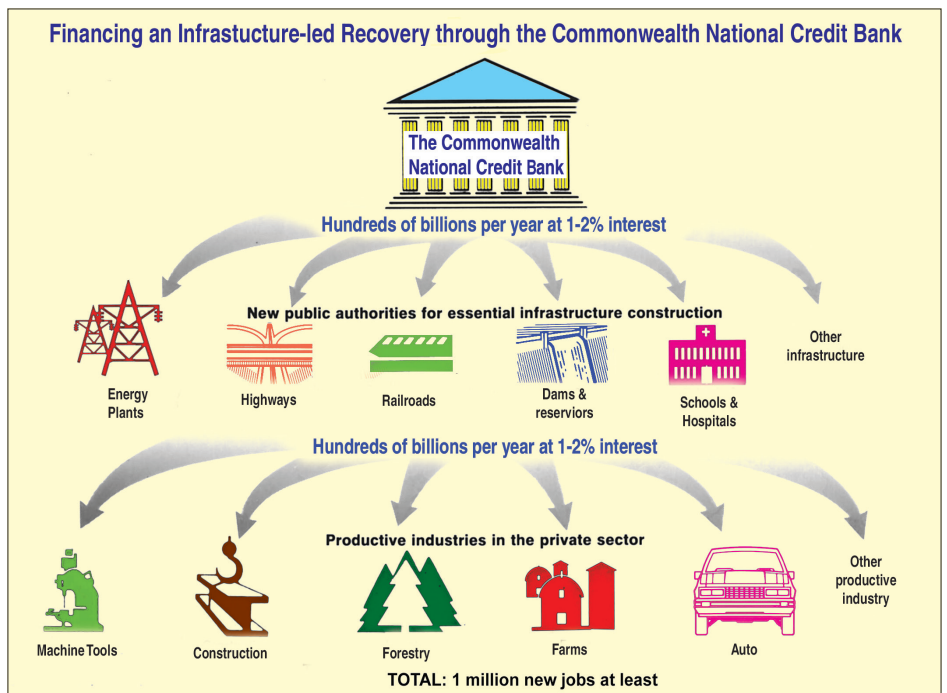 Financing an Infrastucture-led Recovery through the Commonwealth National Credit Bank
The Commonwealth
National Credit Bank
Hundreds of billions per year at 1-2% interest
New public authorities for essential infrastructure construction
Energy
Plants
Highways
Railroads
Dams &
reserviors
Schools &
Hospitals
Other
infrastructure
Hundreds of billions per year at 1-2% interest
Productive industries in the private sector
Machine Tools
Construction
Forestry
Farms
Auto
Other
productive
industry
TOTAL: 1 million new jobs at least